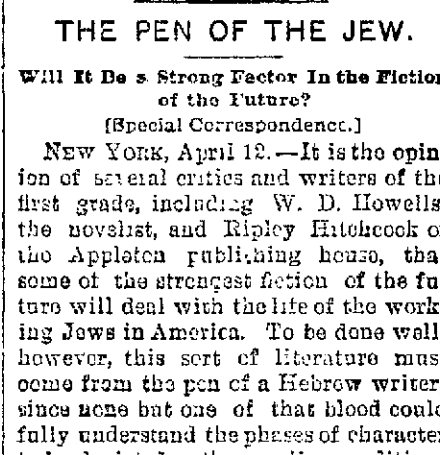 THE PEN OF THE JEW.
Will It Be a Strong Factor In the Fiction
of the Future?
[Special Correspondence.]
NEW YORK, April 12.—It is the opin
ion of several critics and writers of the
first grade, including W. D. Howells
the novelist, and Ripley Hitchcock o
the Appleton publishing house, tha
some of the strongest fiction of the fu
ture will deal with the life of the work
ing Jews in America. To be done well
however, this sort of literature mus
come from the pen of a Hebrew writer
since none but one of that blood could
fully understand the phases of character